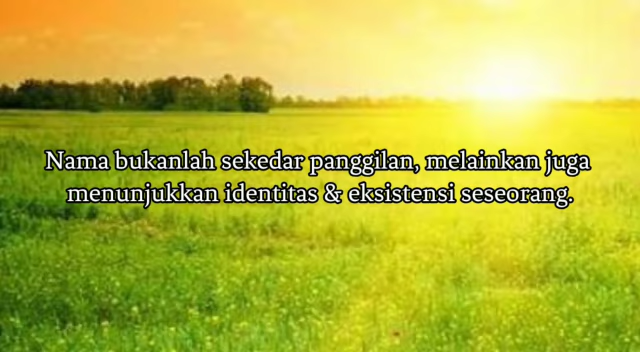 Nama bukanlah sekedar panggilan, melainkan juga
menunjukkan identitas & eksistensi seseorang.